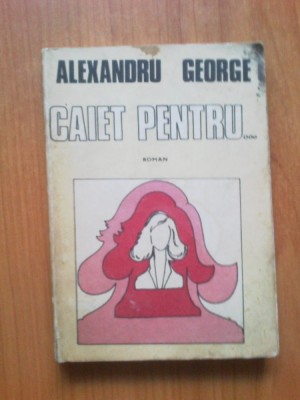 ALEXANDRU GEORGE
CAIET PENTRU...
ROMAN